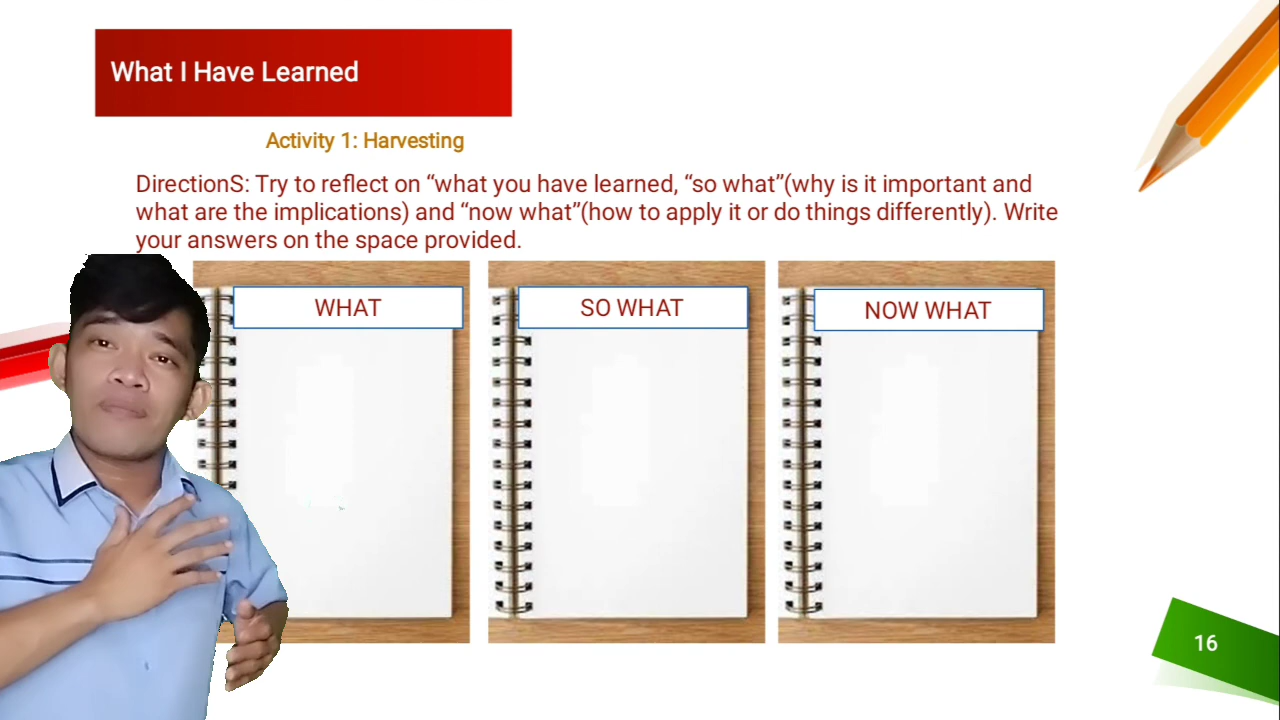 What I Have Learned
Activity 1: Harvesting
DirectionS: Try to reflect on “what you have learned, “so what”(why is it important and
what are the implications) and “now what”(how to apply it or do things differently). Write
your answers on the space provided.
WHAT
SO WHAT
NOW WHAT
16